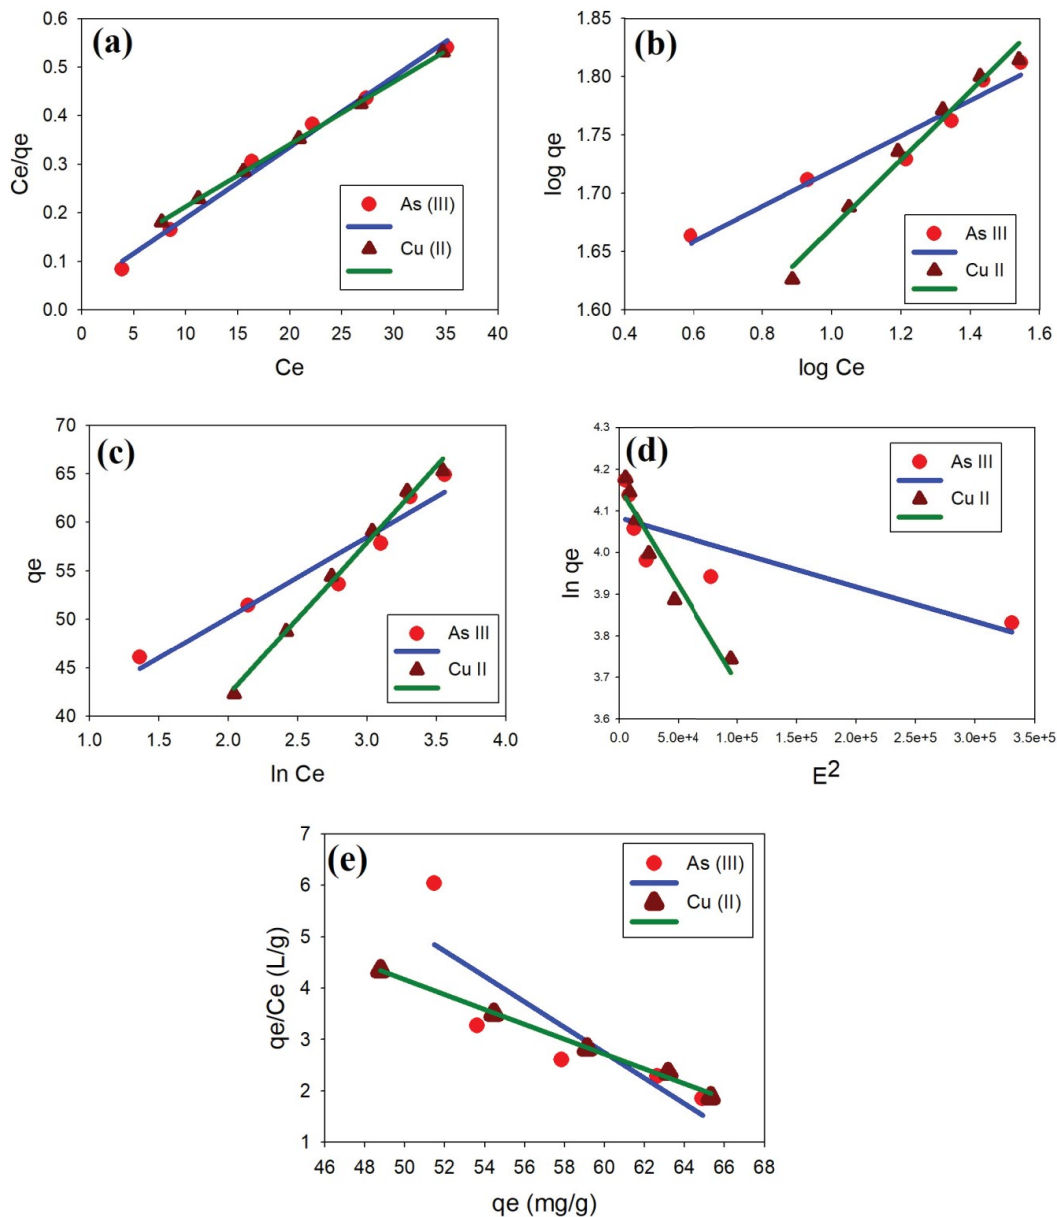 (a)
0.6
0.5
0.4
0.3
0.2
0.1
0.0
Ce/qe
As (III)
Cu (II)
0 5 10 15 20 25 30 35 40
Ce
(b)
1.85
1.80
1.75
1.70
1.65
1.60
log qe
As III
Cu II
0.4 0.6 0.8 1.0 1.2 1.4 1.6
log Ce
(c)
70
65
60
55
50
45
40
qe
As III
Cu II
1.0 1.5 2.0 2.5 3.0 3.5 4.0
ln Ce
(d)
4.3
4.2
4.1
4.0
3.9
3.8
3.7
3.6
ln qe
As III
Cu II
0.0 5.0e+4 1.0e+5 1.5e+5 2.0e+5 2.5e+5 3.0e+5 3.5e+5
E²
(e)
7
6
5
4
3
2
1
qe/Ce (L/g)
As (III)
Cu (II)
46 48 50 52 54 56 58 60 62 64 66 68
qe (mg/g)